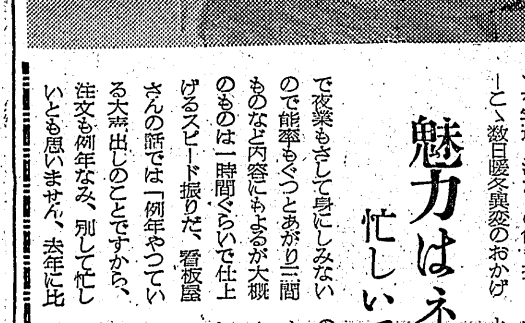 ーこゝ数日暖冬異変のおかげ
魅力はネ
忙しい
で夜業もさして身にしみない
ので能率もぐつとあがり三間
ものなど内容にもよるが大概
のものは一時間ぐらいで仕上
げるスピード振りだ、看板屋
さんの話では「例年やつてい
る大売出しのことですから、
注文も例年なみ、別して忙し
いとも思いません、去年に比